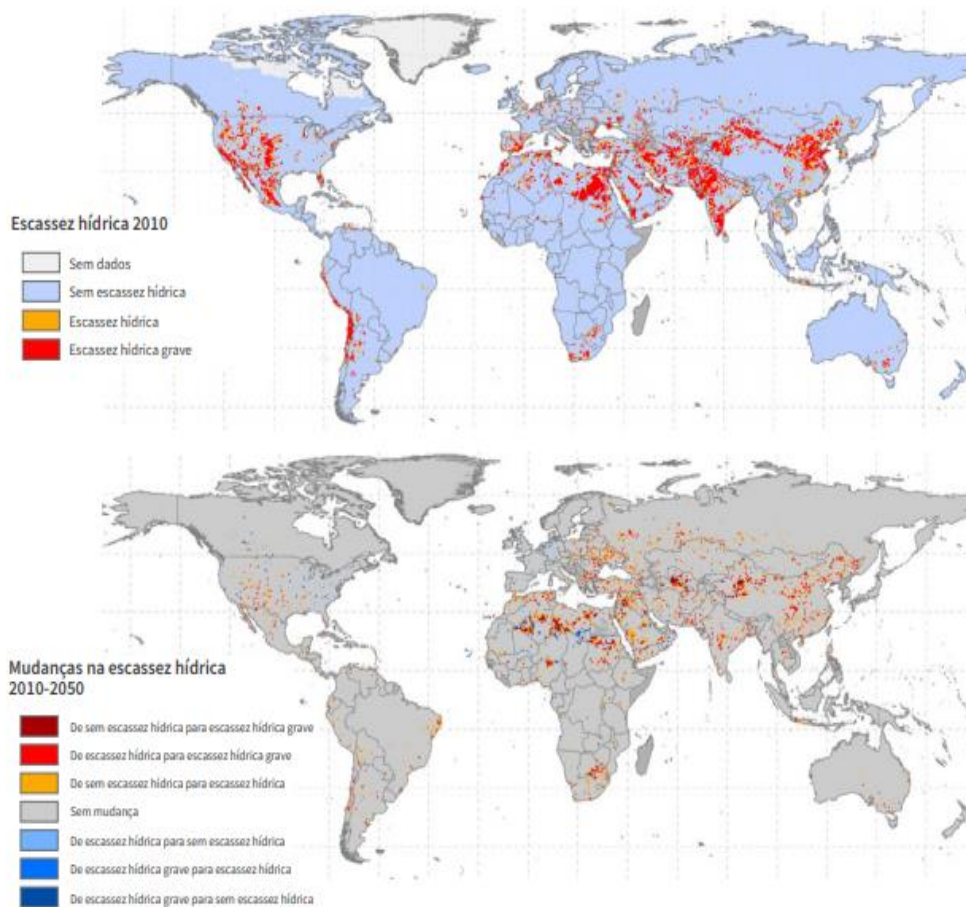 Escassez hídrica 2010
Sem dados
Sem escassez hídrica
Escassez hídrica
Escassez hídrica grave
Mudanças na escassez hídrica
2010-2050
De sem escassez hídrica para escassez hídrica grave
De escassez hídrica para escassez hídrica grave
De sem escassez hídrica para escassez hídrica
Sem mudança
De escassez hídrica para sem escassez hídrica
De escassez hídrica grave para escassez hídrica
De escassez hídrica grave para sem escassez hídrica